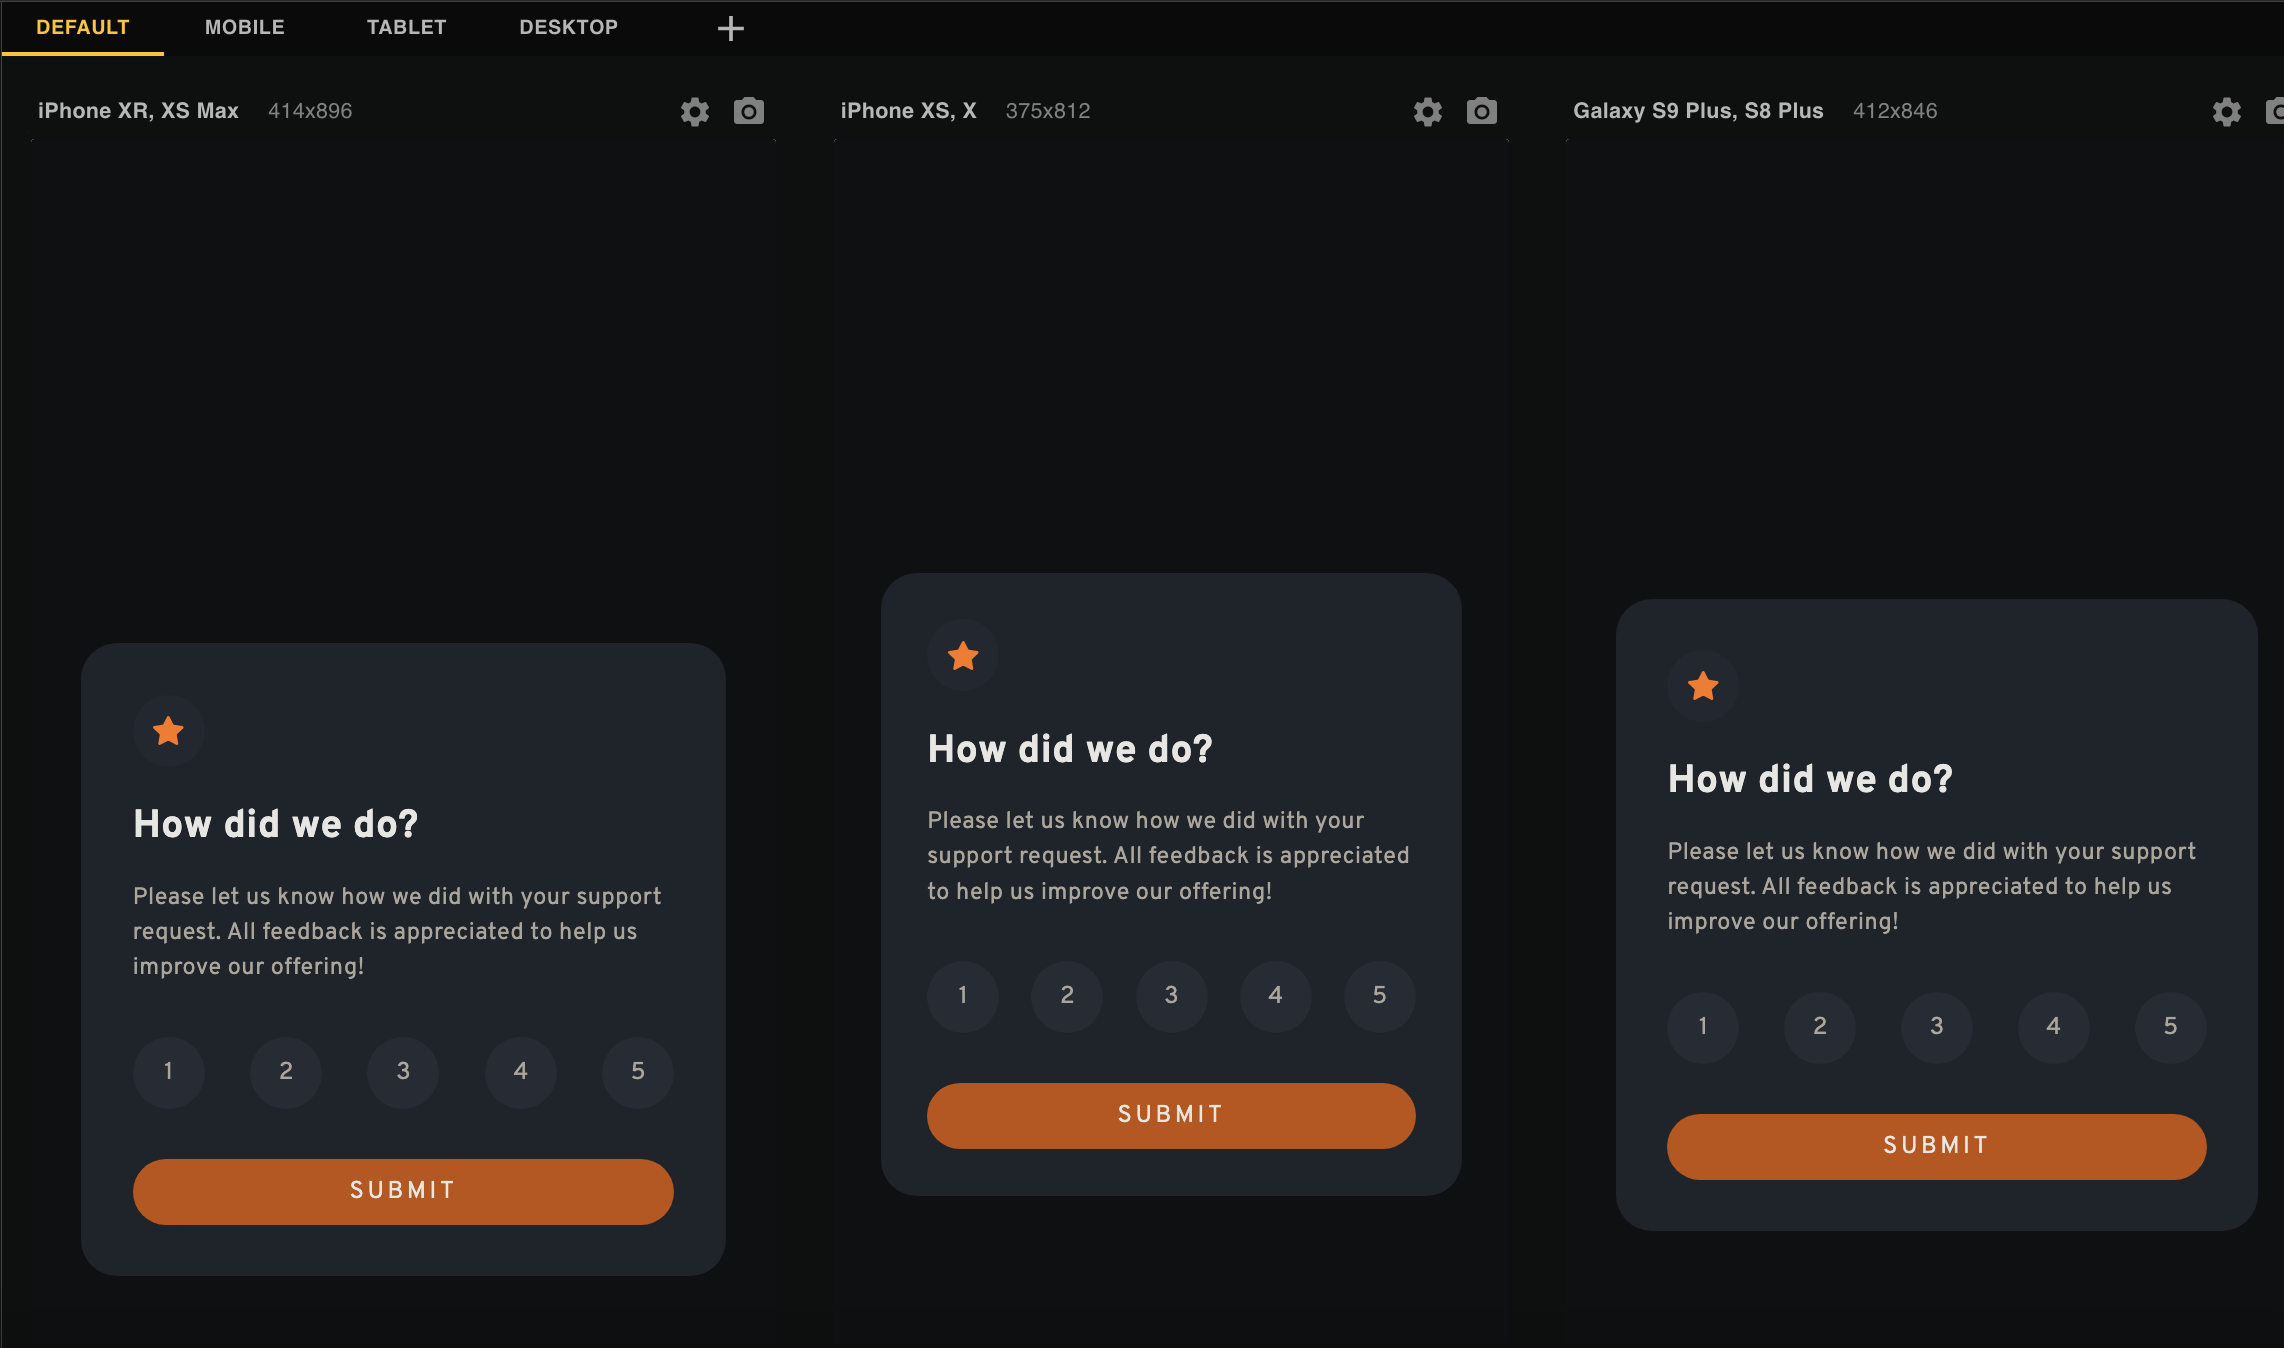 DEFAULT MOBILE TABLET DESKTOP
iPhone XR, XS Max 414x896
How did we do?
Please let us know how we did with your support
request. All feedback is appreciated to help us
improve our offering!
1 2 3 4 5
SUBMIT
iPhone XS, X 375x812
How did we do?
Please let us know how we did with your
support request. All feedback is appreciated
to help us improve our offering!
1 2 3 4 5
SUBMIT
Galaxy S9 Plus, S8 Plus 412x846
How did we do?
Please let us know how we did with your support
request. All feedback is appreciated to help us
improve our offering!
1 2 3 4 5
SUBMIT